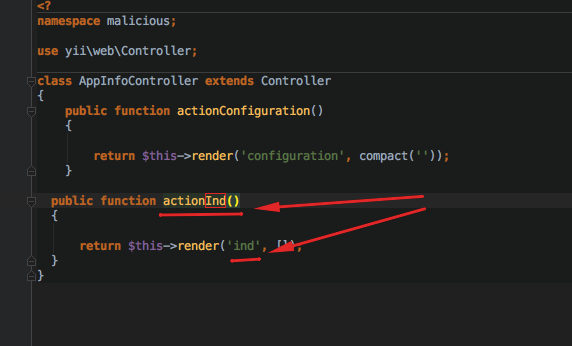 <?
namespace malicious;
use yii\web\Controller;
class AppInfoController extends Controller
{
public function actionConfiguration()
{
return $this->render('configuration', compact(''));
}
public function actionInd()
{
return $this->render('ind', []);
}
}